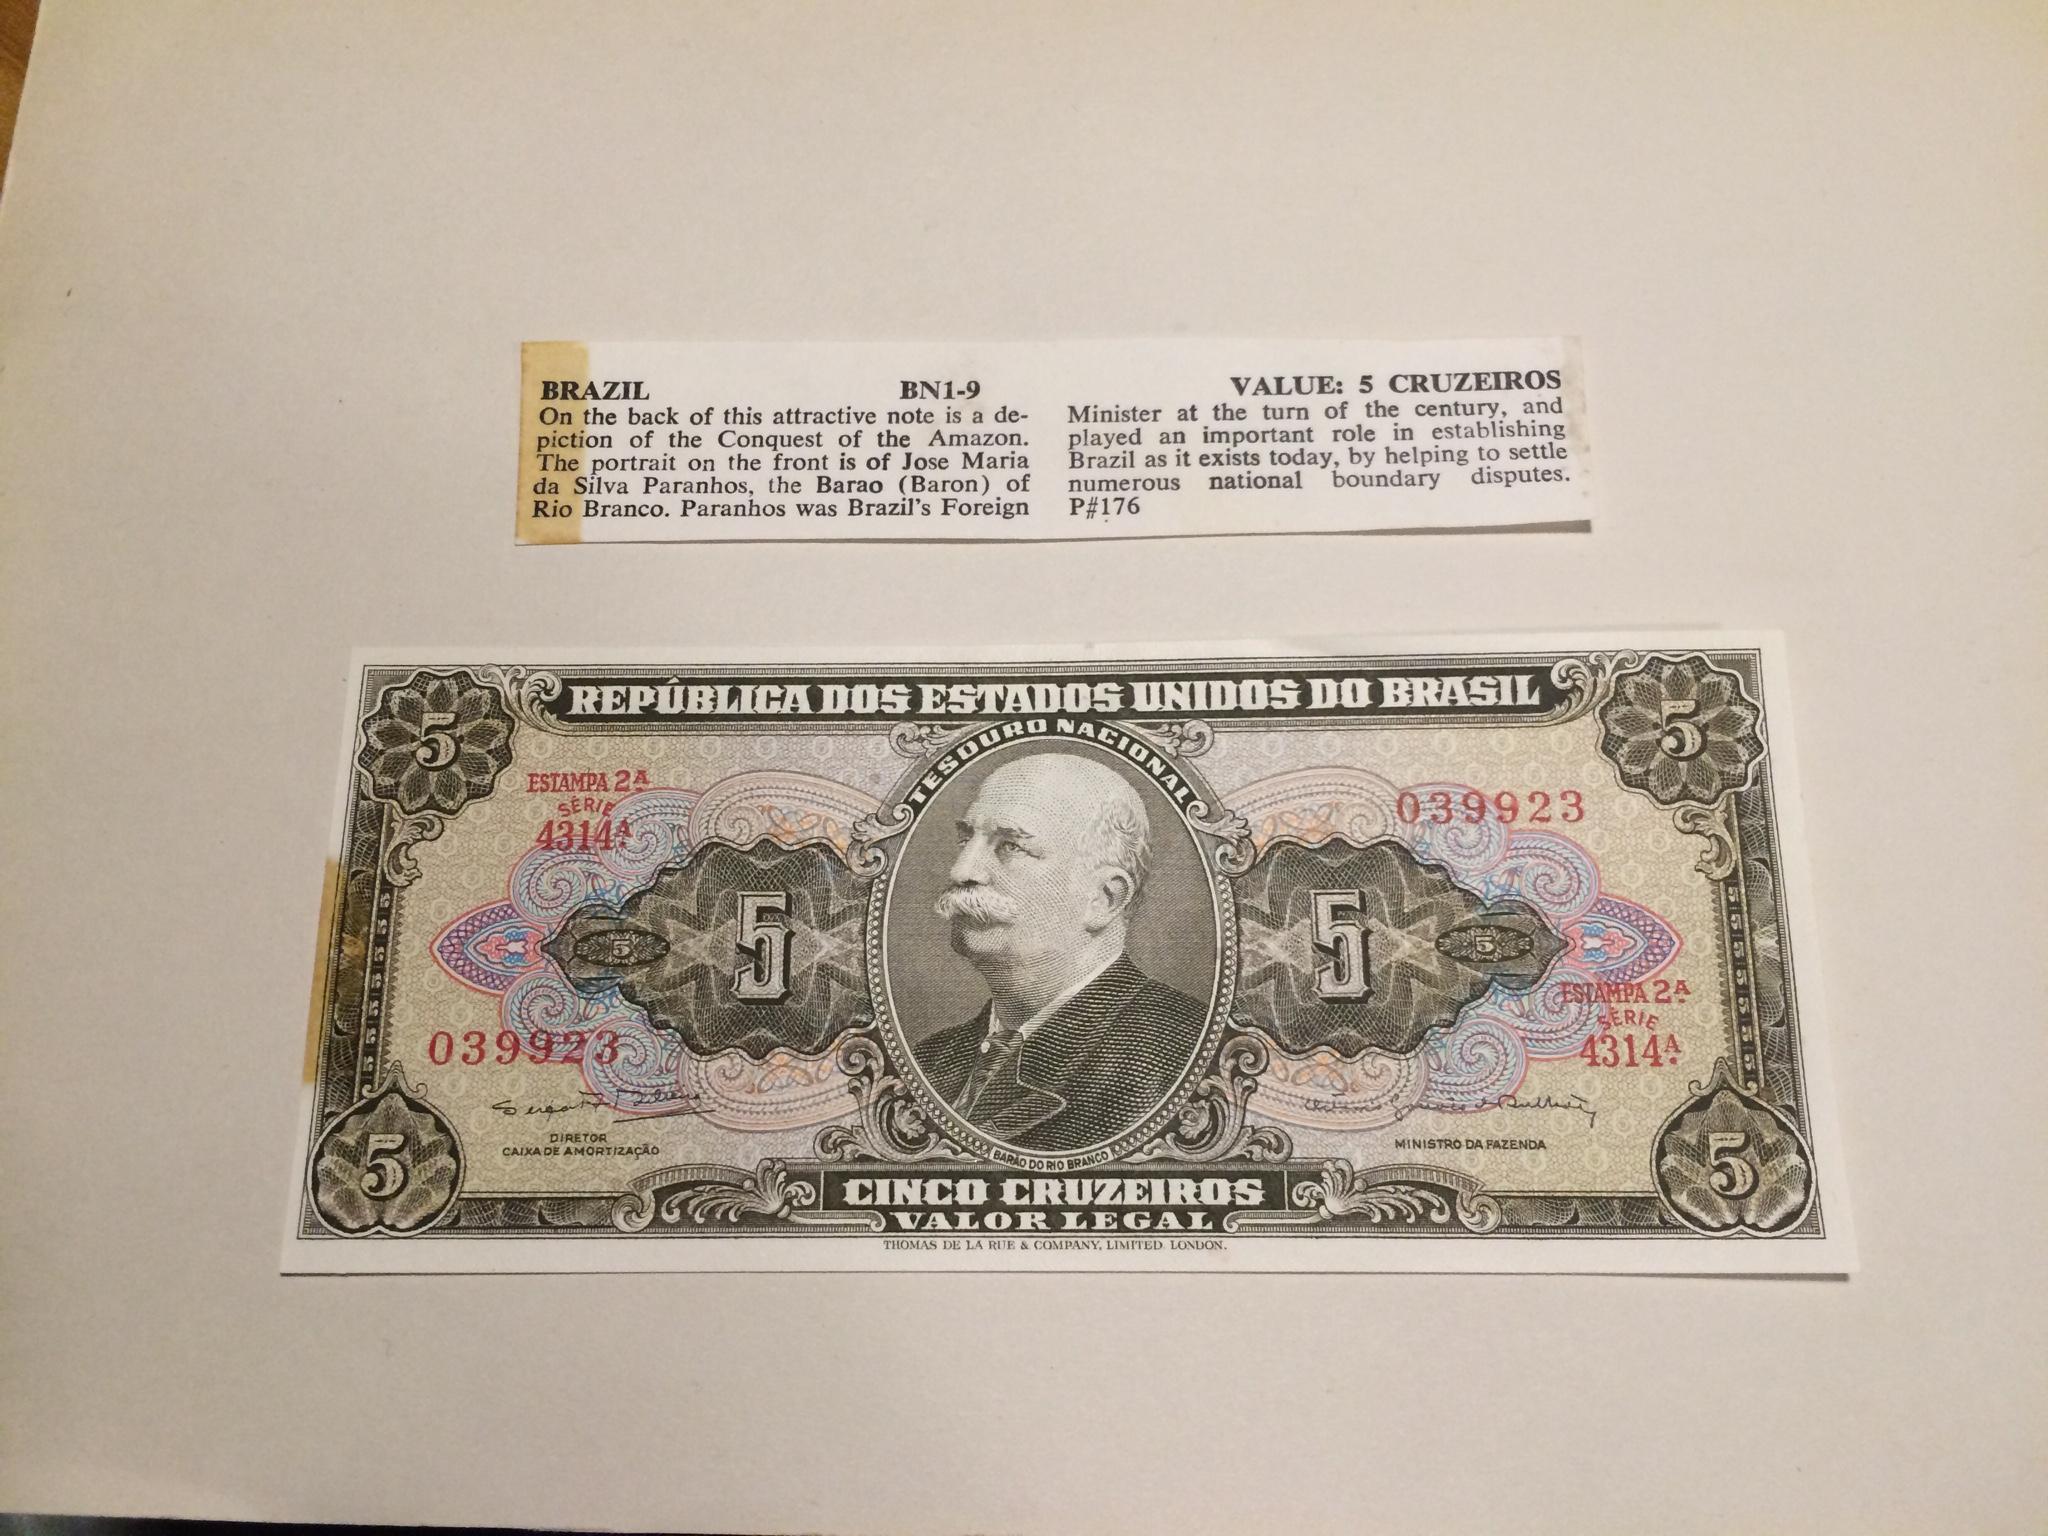 BRAZIL BN1-9 VALUE: 5 CRUZEIROS
On the back of this attractive note is a de-
piction of the Conquest of the Amazon.
The portrait on the front is of Jose Maria
da Silva Paranhos, the Barao (Baron) of
Rio Branco. Paranhos was Brazil's Foreign
Minister at the turn of the century, and
played an important role in establishing
Brazil as it exists today, by helping to settle
numerous national boundary disputes.
P#176
REPÚBLICA DOS ESTADOS UNIDOS DO BRASIL
TESOURO NACIONAL
5
5
ESTAMPA 2A
SÉRIE
4314A.
039923
5
5
5
5
ESTAMPA 2A.
SÉRIE
4314A.
039923
DIRETOR
CAIXA DE AMORTIZAÇÃO
MINISTRO DA FAZENDA
BARÃO DO RIO BRANCO
5
5
CINCO CRUZEIROS
VALOR LEGAL
THOMAS DE LA RUE & COMPANY, LIMITED. LONDON.